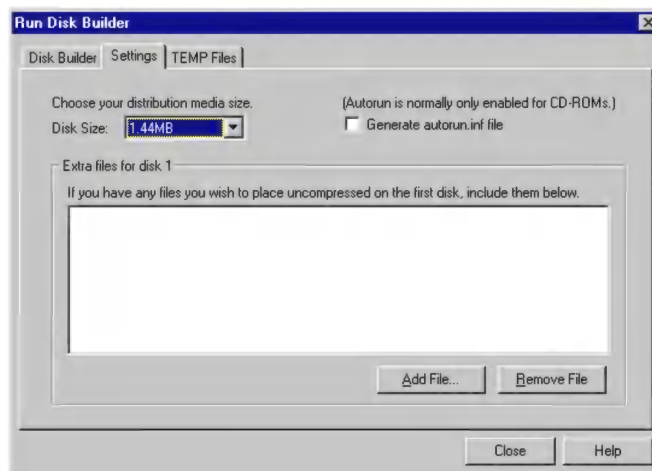 Run Disk Builder
Disk Builder Settings TEMP Files
Choose your distribution media size. (Autorun is normally only enabled for CD-ROMs.)
Disk Size: 1.44MB Generate autorun.inf file
Extra files for disk 1
If you have any files you wish to place uncompressed on the first disk, include them below.
Add File... Remove File
Close Help